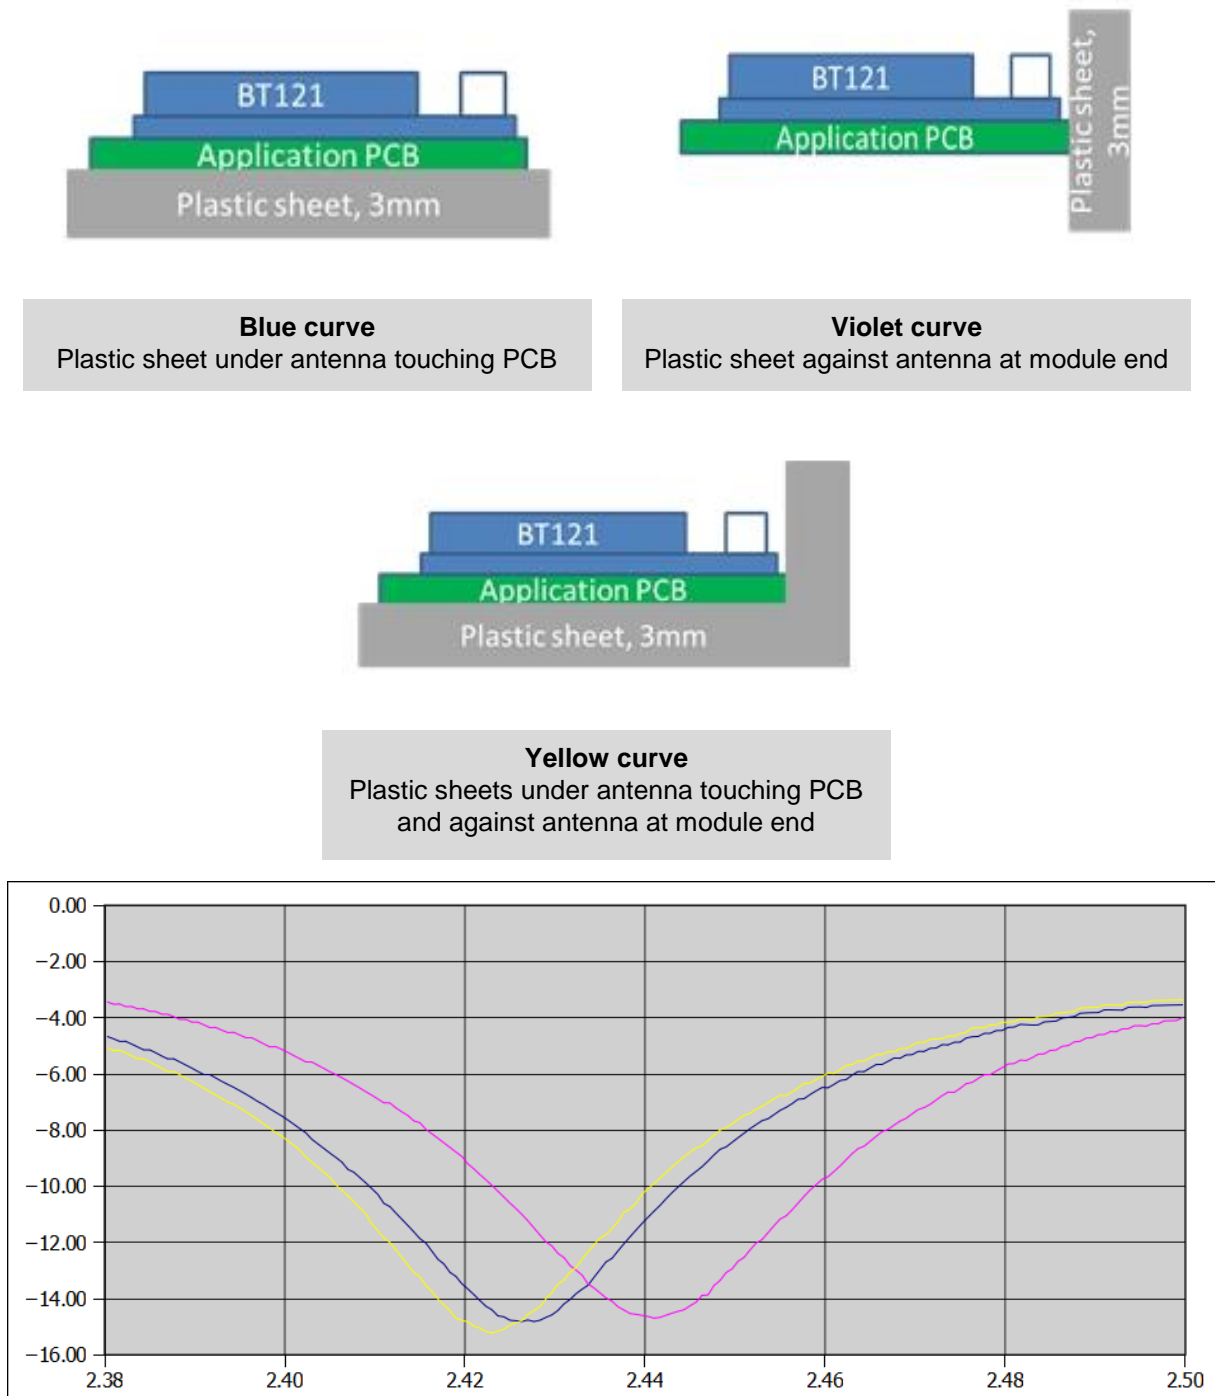 BT121
Application PCB
Plastic sheet, 3mm
BT121
Application PCB
Plastic sheet,
3mm
Blue curve
Plastic sheet under antenna touching PCB
Violet curve
Plastic sheet against antenna at module end
BT121
Application PCB
Plastic sheet, 3mm
Yellow curve
Plastic sheets under antenna touching PCB
and against antenna at module end
0.00
−2.00
−4.00
−6.00
−8.00
−10.00
−12.00
−14.00
−16.00
2.38 2.40 2.42 2.44 2.46 2.48 2.50